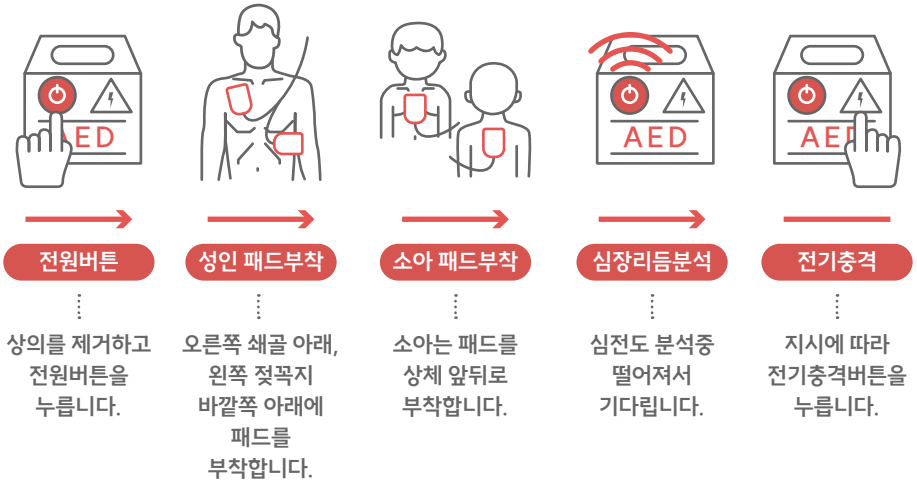 AED
AED
AED
전원버튼
성인 패드부착
소아 패드부착
심장리듬분석
전기충격
상의를 제거하고
전원버튼을
누릅니다.
오른쪽 쇄골 아래,
왼쪽 젖꼭지
바깥쪽 아래에
패드를
부착합니다.
소아는 패드를
상체 앞뒤로
부착합니다.
심전도 분석중
떨어져서
기다립니다.
지시에 따라
전기충격버튼을
누릅니다.